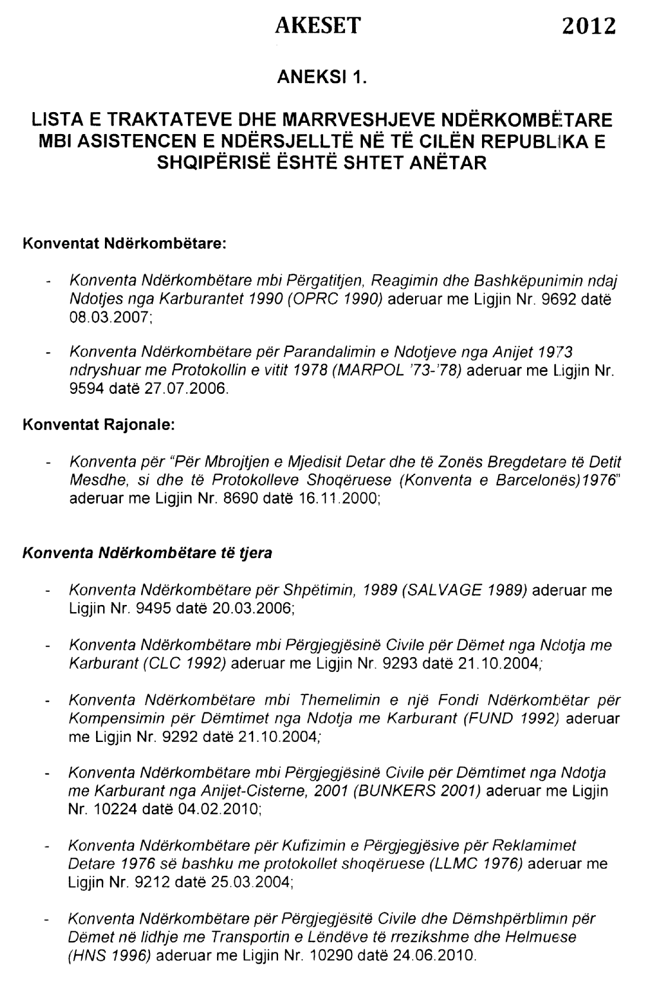 AKESET 2012
ANEKSI 1.
LISTA E TRAKTATEVE DHE MARRVESHJEVE NDËRKOMBËTARE
MBI ASISTENCEN E NDËRSJELLTË NË TË CILËN REPUBLIKA E
SHQIPËRISË ËSHTË SHTET ANËTAR
Konventat Ndërkombëtare:
- Konventa Ndërkombëtare mbi Përgatitjen, Reagimin dhe Bashkëpunimin ndaj
Ndotjes nga Karburantet 1990 (OPRC 1990) aderuar me Ligjin Nr. 9692 datë
08.03.2007;
- Konventa Ndërkombëtare për Parandalimin e Ndotjeve nga Anijet 1973
ndryshuar me Protokollin e vitit 1978 (MARPOL '73-'78) aderuar me Ligjin Nr.
9594 datë 27.07.2006.
Konventat Rajonale:
- Konventa për "Për Mbrojtjen e Mjedisit Detar dhe të Zonës Bregdetare të Detit
Mesdhe, si dhe të Protokolleve Shoqëruese (Konventa e Barcelonës)1976"
aderuar me Ligjin Nr. 8690 datë 16.11.2000;
Konventa Ndërkombëtare të tjera
- Konventa Ndërkombëtare për Shpëtimin, 1989 (SALVAGE 1989) aderuar me
Ligjin Nr. 9495 datë 20.03.2006;
- Konventa Ndërkombëtare mbi Përgjegjësinë Civile për Dëmet nga Ndotja me
Karburant (CLC 1992) aderuar me Ligjin Nr. 9293 datë 21.10.2004;
- Konventa Ndërkombëtare mbi Themelimin e një Fondi Ndërkombëtar për
Kompensimin për Dëmtimet nga Ndotja me Karburant (FUND 1992) aderuar
me Ligjin Nr. 9292 datë 21.10.2004;
- Konventa Ndërkombëtare mbi Përgjegjësinë Civile për Dëmtimet nga Ndotja
me Karburant nga Anijet-Cisterne, 2001 (BUNKERS 2001) aderuar me Ligjin
Nr. 10224 datë 04.02.2010;
- Konventa Ndërkombëtare për Kufizimin e Përgjegjësive për Reklamimet
Detare 1976 së bashku me protokollet shoqëruese (LLMC 1976) aderuar me
Ligjin Nr. 9212 datë 25.03.2004;
- Konventa Ndërkombëtare për Përgjegjësitë Civile dhe Dëmshpërblimin për
Dëmet në lidhje me Transportin e Lëndëve të rrezikshme dhe Helmuese
(HNS 1996) aderuar me Ligjin Nr. 10290 datë 24.06.2010.